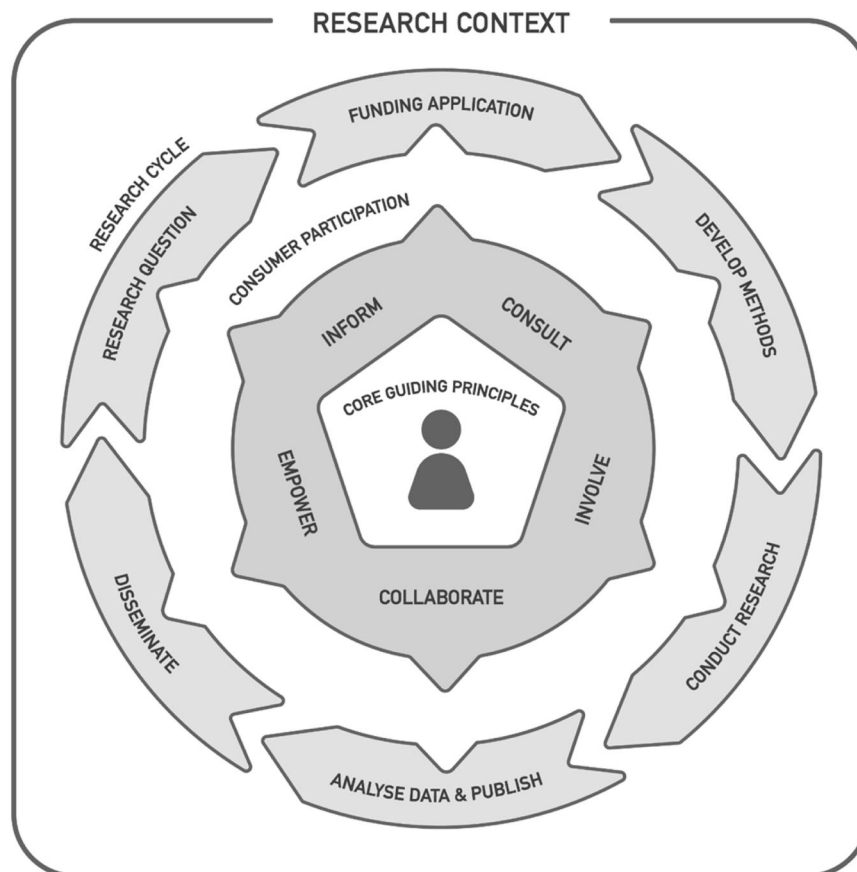 RESEARCH CONTEXT
FUNDING APPLICATION
RESEARCH CYCLE
RESEARCH QUESTION
CONSUMER PARTICIPATION
DEVELOP METHODS
INFORM
CONSULT
CORE GUIDING PRINCIPLES
EMPOWER
INVOLVE
COLLABORATE
DISSEMINATE
CONDUCT RESEARCH
ANALYSE DATA & PUBLISH